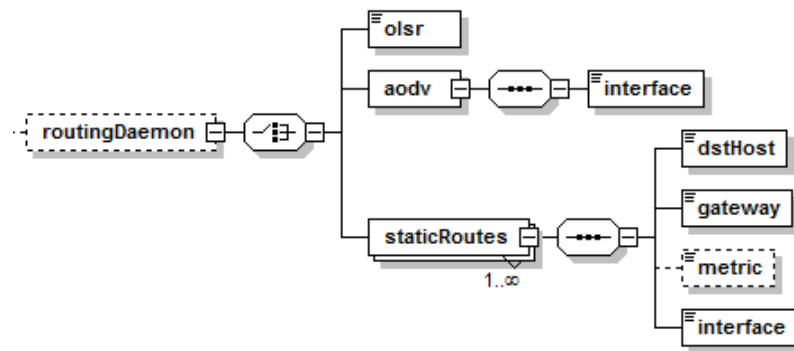 olsr
aodv
interface
routingDaemon
dstHost
gateway
staticRoutes
1..∞
metric
interface